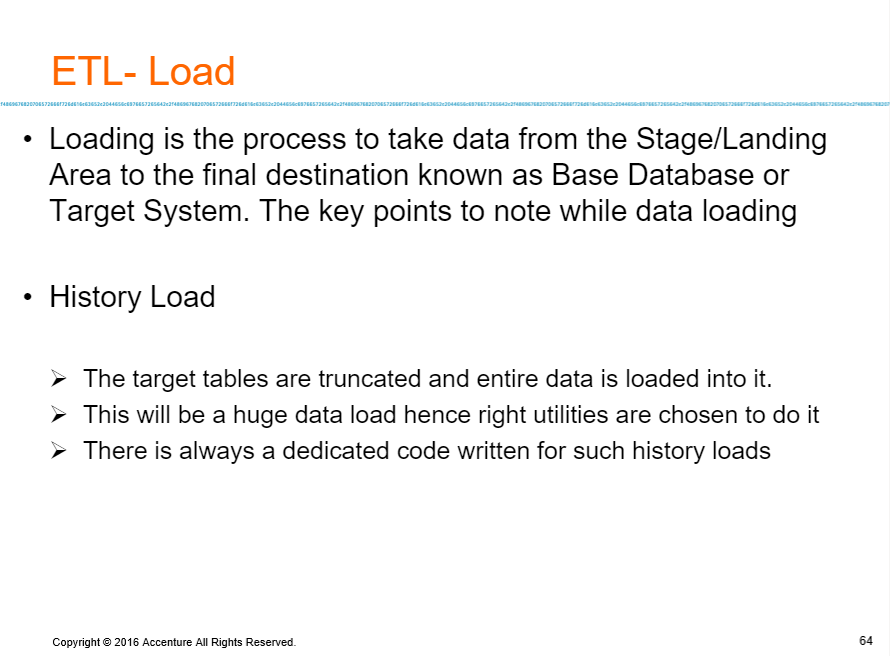 ETL- Load
• Loading is the process to take data from the Stage/Landing
Area to the final destination known as Base Database or
Target System. The key points to note while data loading
• History Load
➢ The target tables are truncated and entire data is loaded into it.
➢ This will be a huge data load hence right utilities are chosen to do it
➢ There is always a dedicated code written for such history loads
Copyright © 2016 Accenture All Rights Reserved.
64